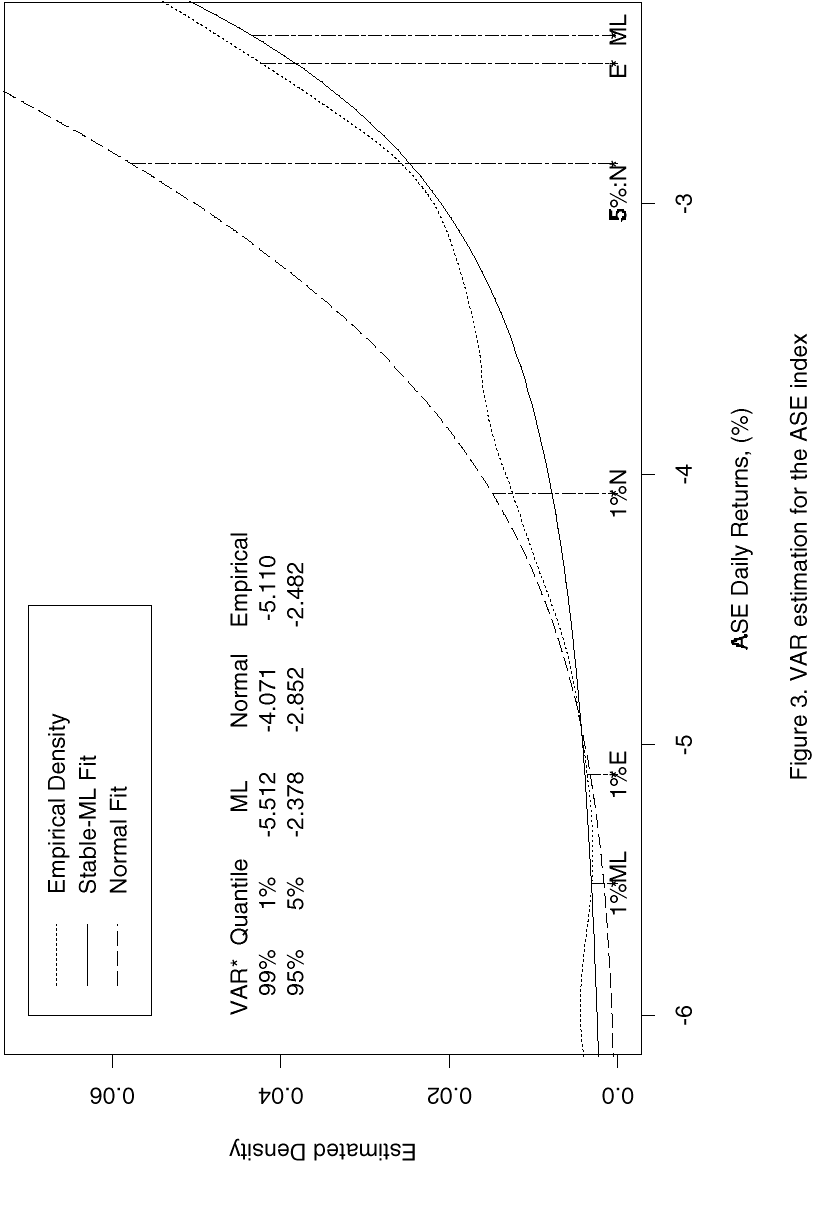 Empirical Density
Stable-ML Fit
Normal Fit
VAR* Quantile ML Normal Empirical
99% 1% -5.512 -4.071 -5.110
95% 5% -2.378 -2.852 -2.482
Estimated Density
0.0
0.02
0.04
0.06
1%ML
1%E
1%N
5%:N*
E*
ML
-6
-5
-4
-3
ASE Daily Returns, (%)
Figure 3. VAR estimation for the ASE index